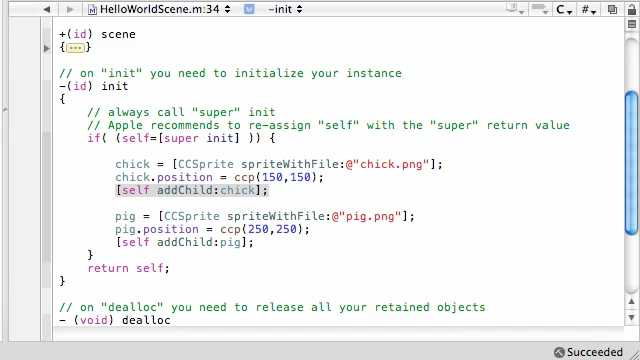 HelloWorldScene.m:34 M -init C #
+(id) scene
{...}
// on "init" you need to initialize your instance
-(id) init
{
// always call "super" init
// Apple recommends to re-assign "self" with the "super" return value
if( (self=[super init] )) {
chick = [CCSprite spriteWithFile:@"chick.png"];
chick.position = ccp(150,150);
[self addChild:chick];
pig = [CCSprite spriteWithFile:@"pig.png"];
pig.position = ccp(250,250);
[self addChild:pig];
}
return self;
}
// on "dealloc" you need to release all your retained objects
- (void) dealloc
Succeeded